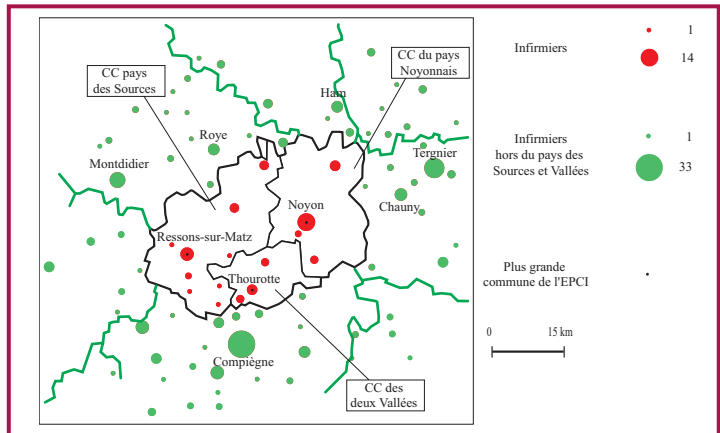 CC pays
des Sources
CC du pays
Noyonnais
Ham
Roye
Montdidier
Tergnier
Chauny
Noyon
Ressons-sur-Matz
Thourotte
Compiègne
CC des
deux Vallées
Infirmiers
1
14
Infirmiers
hors du pays des
Sources et Vallées
1
33
Plus grande
commune de l'EPCI
0 15 km